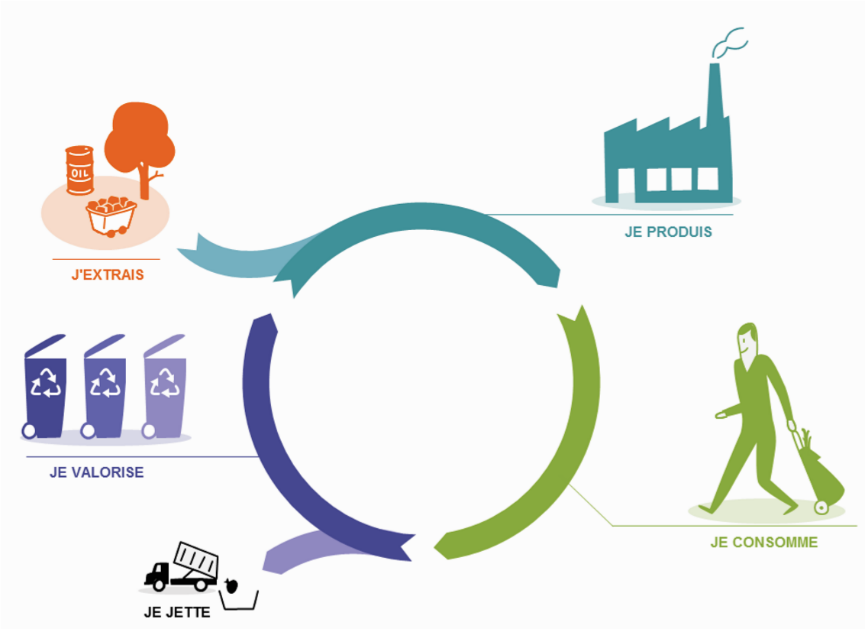 JE PRODUIS
OIL
J'EXTRAIS
JE VALORISE
JE CONSOMME
JE JETTE